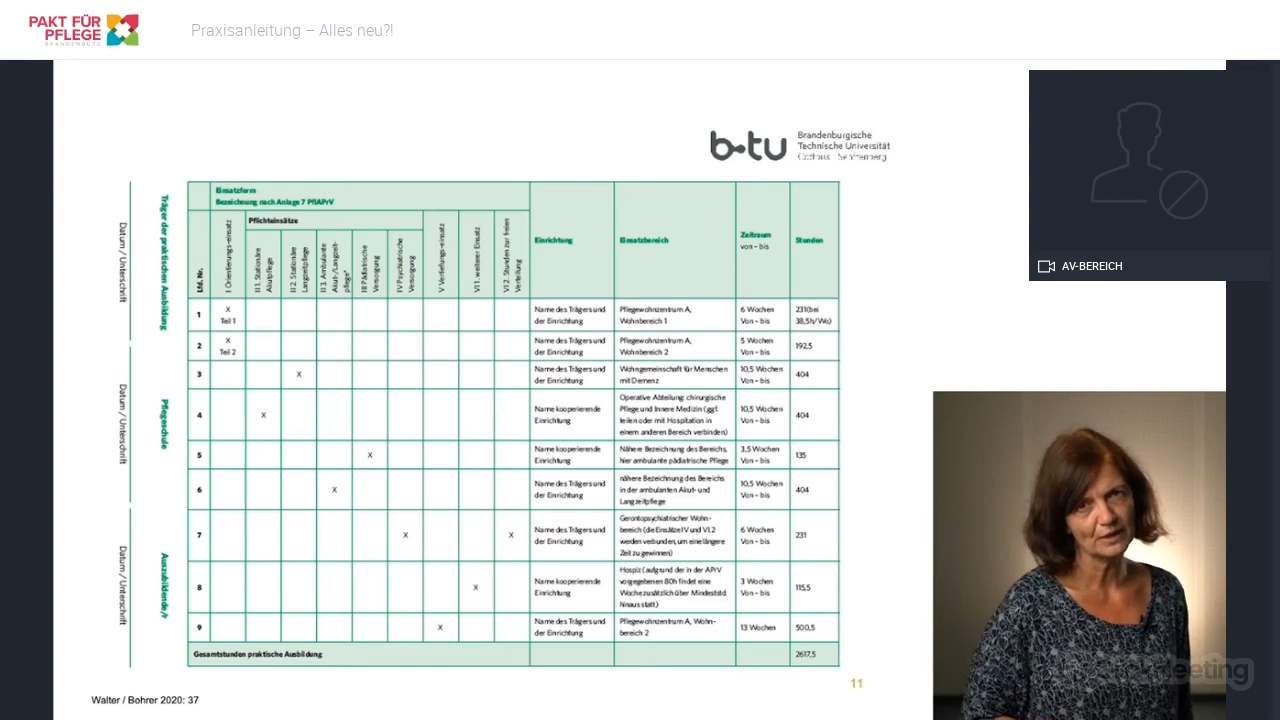 PAKT FÜR
PFLEGE
BRANDENBURG
Praxisanleitung – Alles neu?!
AV-BEREICH
b-tu
Brandenburgische
Technische Universität
Cottbus Senftenberg
Datum / Unterschrift
Träger der praktischen Ausbildung
Datum / Unterschrift
Pflegeschule
Datum / Unterschrift
Auszubildende/r
Einsatzform
Bezeichnung nach Anlage 7 PflAPrV
Lfd. Nr.
I Orientierungs-einsatz
Pflichteinsätze
II 1. Stationäre
Akutpflege
II 2. Stationäre
Langzeitpflege
II 3. Ambulante
Akut-/Langzeit-
pflege*
III Pädiatrische
Versorgung
IV Psychiatrische
Versorgung
V Vertiefungs-einsatz
VI 1. weiterer Einsatz
VI 2. Stunden zur freien
Verteilung
Einrichtung
Einsatzbereich
Zeitraum
von – bis
Stunden
1
X
Teil 1
Name des Trägers und
der Einrichtung
Pflegewohnzentrum A,
Wohnbereich 1
6 Wochen
Von – bis
231(bei
38,5h/Wo)
2
X
Teil 2
Name des Trägers und
der Einrichtung
Pflegewohnzentrum A,
Wohnbereich 2
5 Wochen
Von – bis
192,5
3
X
Name des Trägers und
der Einrichtung
Wohngemeinschaft für Menschen
mit Demenz
10,5 Wochen
Von – bis
404
4
X
Name kooperierende
Einrichtung
Operative Abteilung: chirurgische
Pflege und Innere Medizin (ggf.
teilen oder mit Hospitation in
einem anderen Bereich verbinden)
10,5 Wochen
Von – bis
404
5
X
Name kooperierende
Einrichtung
Nähere Bezeichnung des Bereichs,
hier ambulante pädiatrische Pflege
3,5 Wochen
Von – bis
135
6
X
Name des Trägers und
der Einrichtung
nähere Bezeichnung des Bereichs
in der ambulanten Akut- und
Langzeitpflege
10,5 Wochen
Von – bis
404
7
X
X
Name des Trägers und
der Einrichtung
Gerontopsychiatrischer Wohn-
bereich (die Einsätze IV und VI.2
werden verbunden, um eine längere
Zeit zu gewinnen)
6 Wochen
Von – bis
231
8
X
Name kooperierende
Einrichtung
Hospiz (aufgrund der in der APrV
vorgegebenen 80h findet eine
Woche zusätzlich über Mindeststd.
hinaus statt)
3 Wochen
Von – bis
115,5
9
X
Name des Trägers und
der Einrichtung
Pflegewohnzentrum A, Wohn-
bereich 2
13 Wochen
500,5
Gesamtstunden praktische Ausbildung
2617,5
11
Walter / Bohrer 2020: 37